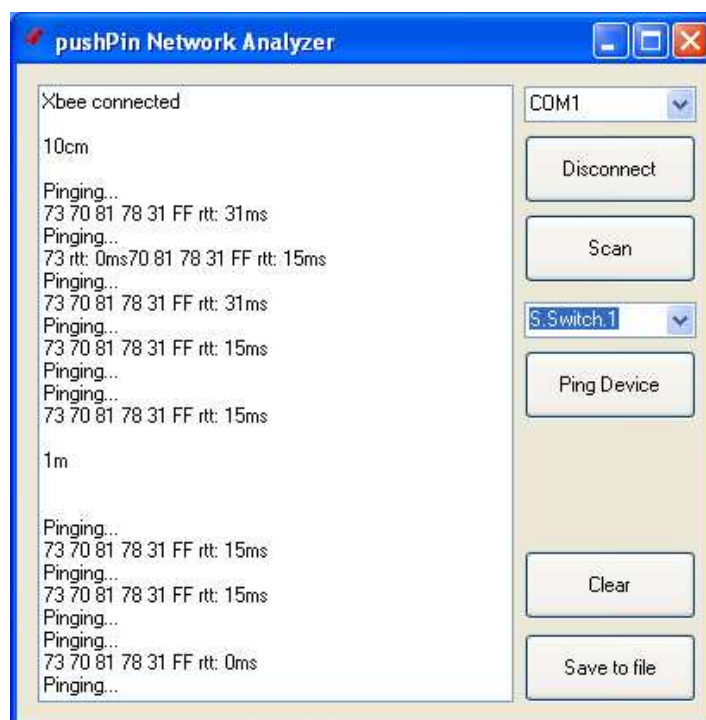 pushPin Network Analyzer
Xbee connected
10cm
Pinging...
73 70 81 78 31 FF rtt: 31ms
Pinging...
73 rtt: 0ms70 81 78 31 FF rtt: 15ms
Pinging...
73 70 81 78 31 FF rtt: 31ms
Pinging...
73 70 81 78 31 FF rtt: 15ms
Pinging...
Pinging...
73 70 81 78 31 FF rtt: 15ms
1m
Pinging...
73 70 81 78 31 FF rtt: 15ms
Pinging...
73 70 81 78 31 FF rtt: 15ms
Pinging...
Pinging...
73 70 81 78 31 FF rtt: 0ms
Pinging...
COM1
Disconnect
Scan
S.Switch.1
Ping Device
Clear
Save to file